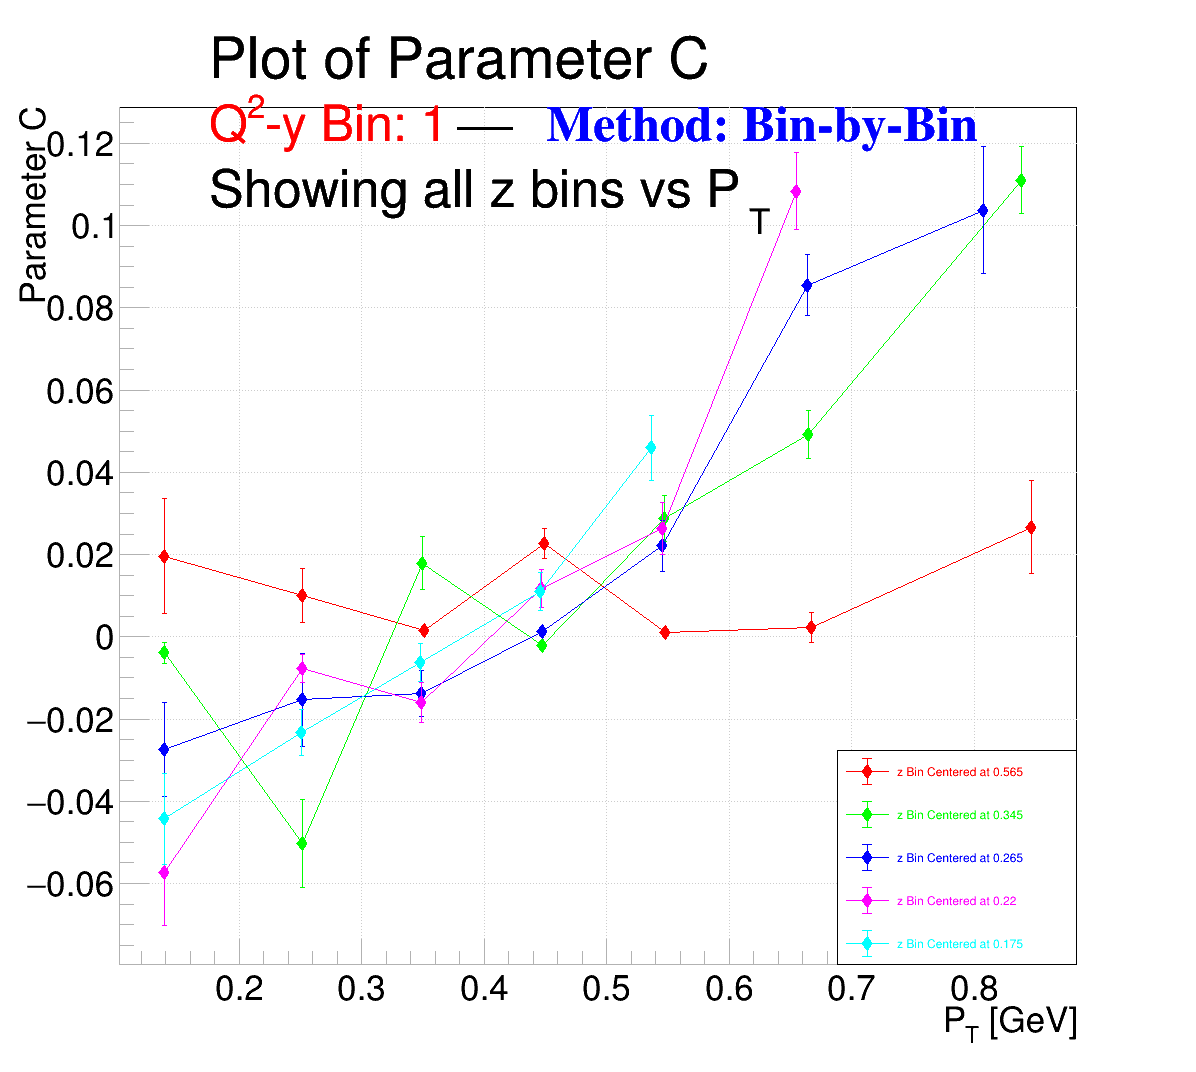 Plot of Parameter C
Q²-y Bin: 1 — Method: Bin-by-Bin
Showing all z bins vs P_T
Parameter C
0.12
0.1
0.08
0.06
0.04
0.02
0
−0.02
−0.04
−0.06
z Bin Centered at 0.565
z Bin Centered at 0.345
z Bin Centered at 0.265
z Bin Centered at 0.22
z Bin Centered at 0.175
0.2 0.3 0.4 0.5 0.6 0.7 0.8
P_T [GeV]